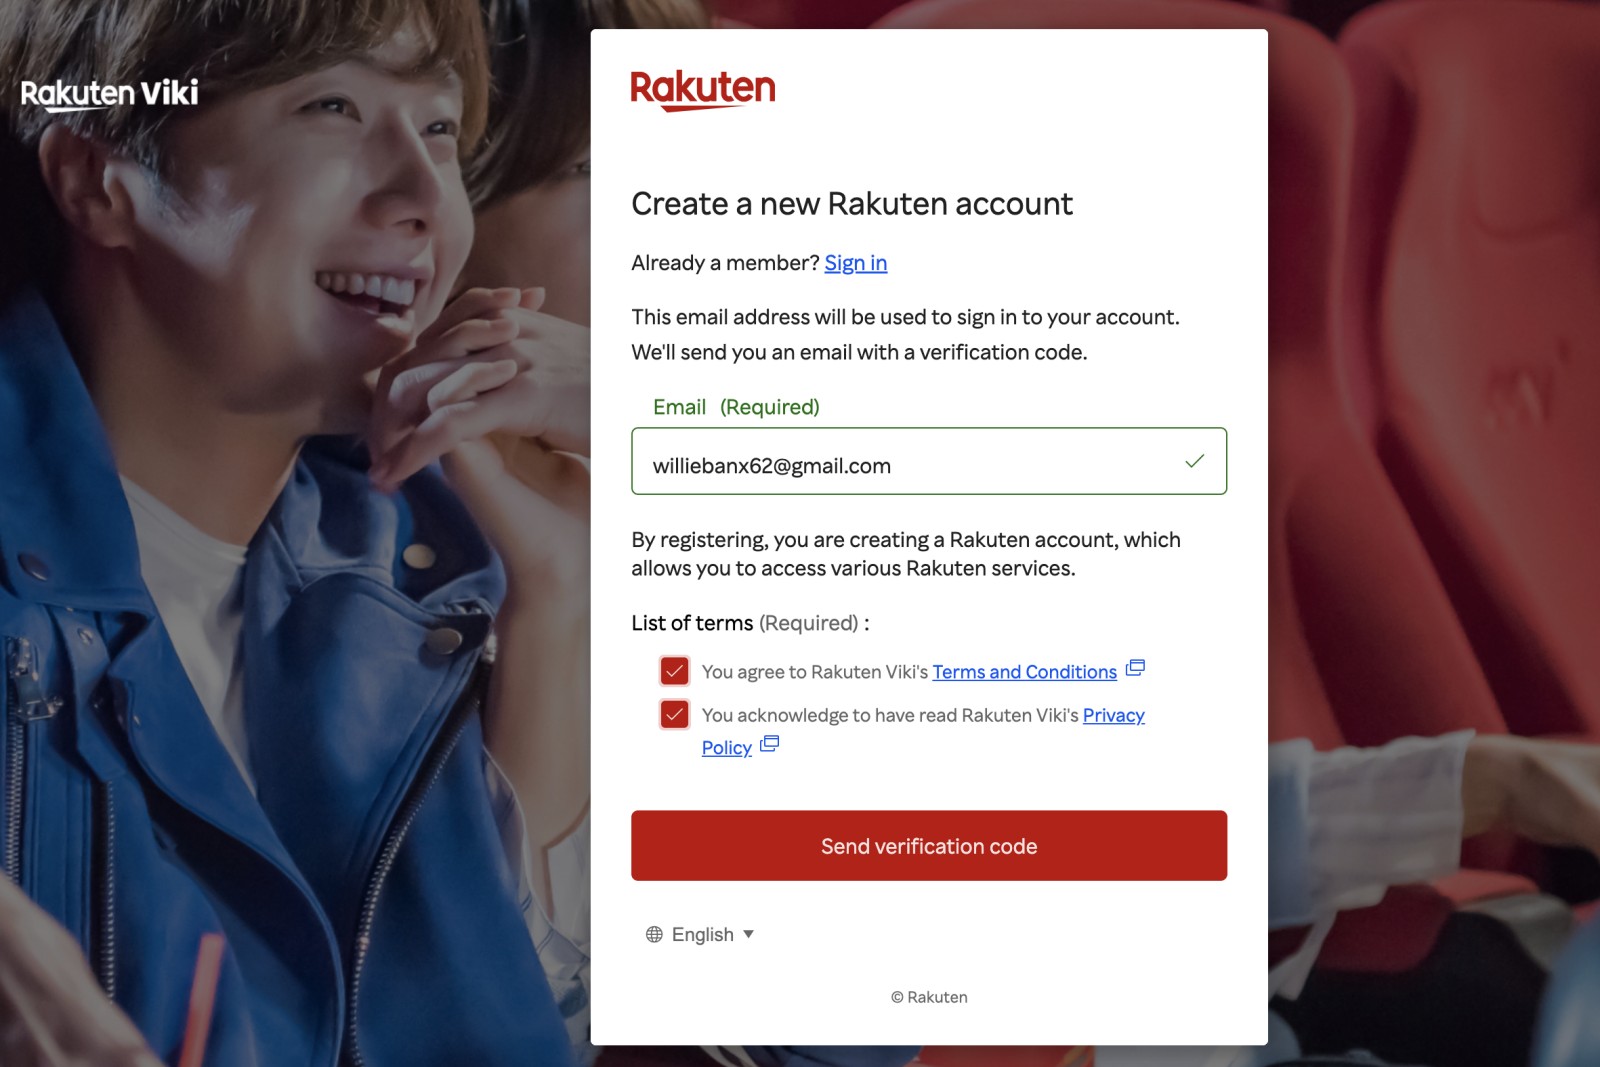 Rakuten Viki
Rakuten
Create a new Rakuten account
Already a member? Sign in
This email address will be used to sign in to your account.
We'll send you an email with a verification code.
Email (Required)
williebanx62@gmail.com
By registering, you are creating a Rakuten account, which
allows you to access various Rakuten services.
List of terms (Required) :
You agree to Rakuten Viki's Terms and Conditions
You acknowledge to have read Rakuten Viki's Privacy
Policy
Send verification code
English
© Rakuten